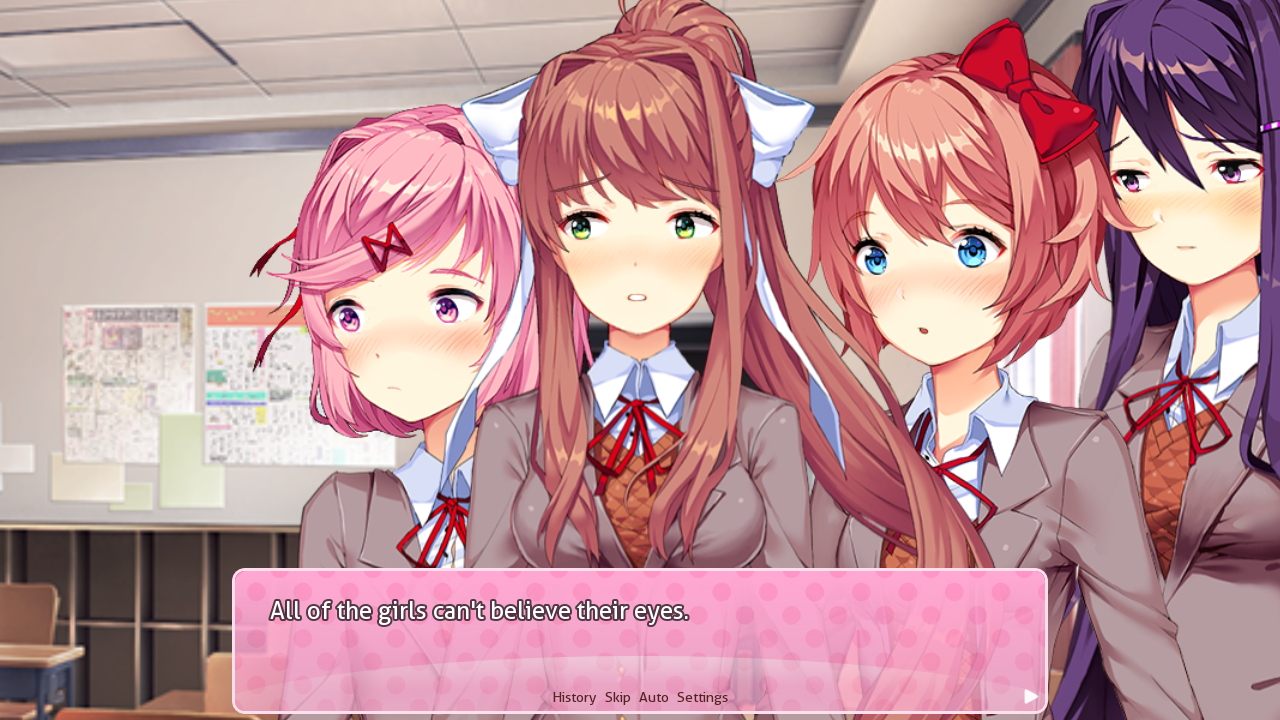 All of the girls can't believe their eyes.
History Skip Auto Settings